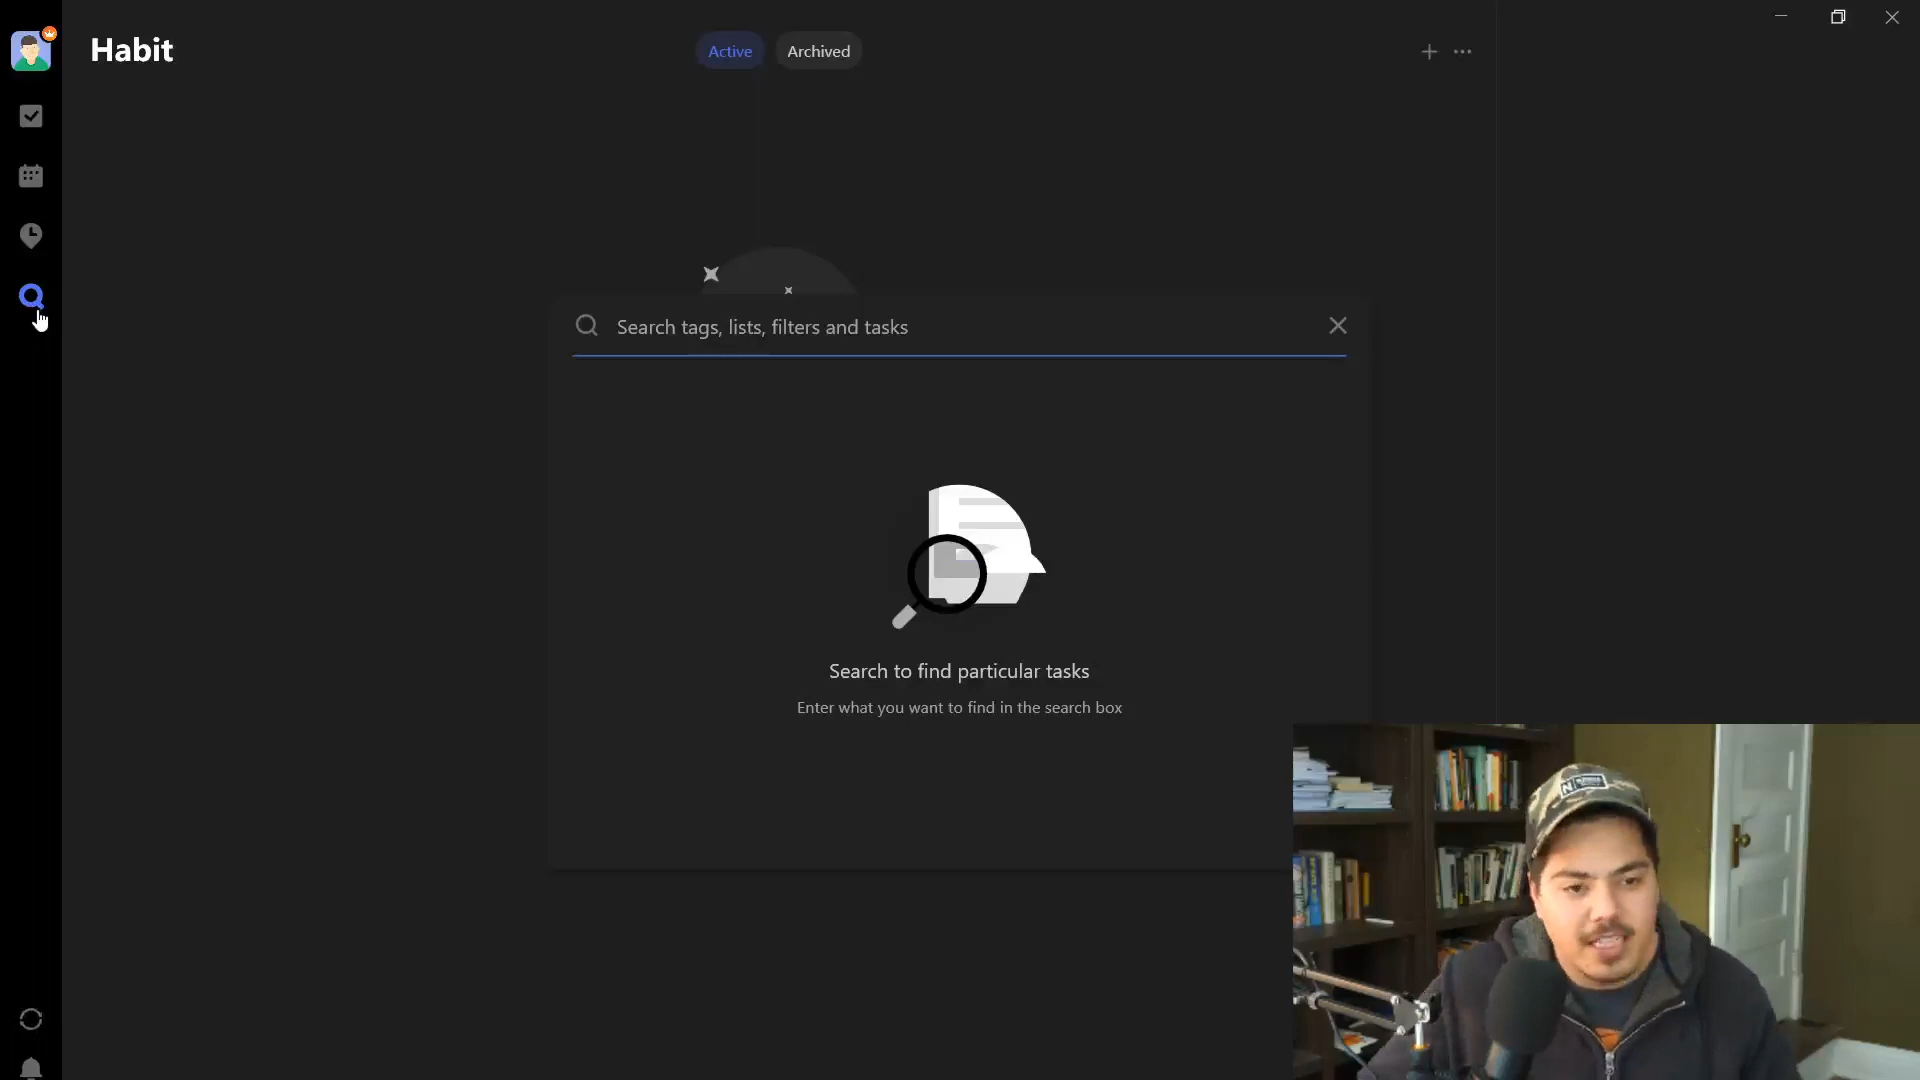 Habit
Active
Archived
Search tags, lists, filters and tasks
Search to find particular tasks
Enter what you want to find in the search box